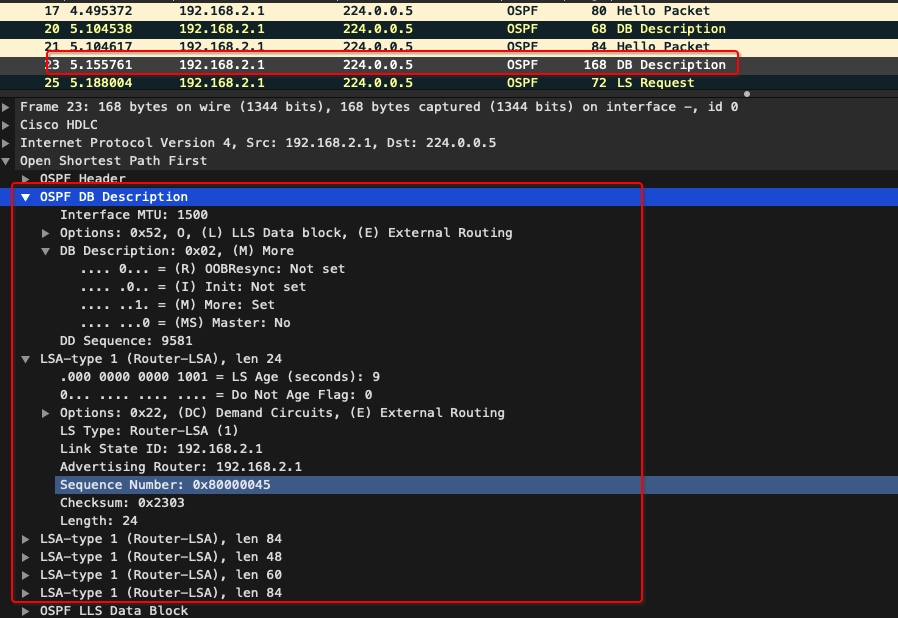 17 4.495372 192.168.2.1 224.0.0.5 OSPF 80 Hello Packet
20 5.104538 192.168.2.1 224.0.0.5 OSPF 68 DB Description
21 5.104617 192.168.2.1 224.0.0.5 OSPF 84 Hello Packet
23 5.155761 192.168.2.1 224.0.0.5 OSPF 168 DB Description
25 5.188004 192.168.2.1 224.0.0.5 OSPF 72 LS Request
Frame 23: 168 bytes on wire (1344 bits), 168 bytes captured (1344 bits) on interface -, id 0
Cisco HDLC
Internet Protocol Version 4, Src: 192.168.2.1, Dst: 224.0.0.5
Open Shortest Path First
OSPF Header
OSPF DB Description
Interface MTU: 1500
Options: 0x52, O, (L) LLS Data block, (E) External Routing
DB Description: 0x02, (M) More
.... 0... = (R) OOBResync: Not set
.... .0.. = (I) Init: Not set
.... ..1. = (M) More: Set
.... ...0 = (MS) Master: No
DD Sequence: 9581
LSA-type 1 (Router-LSA), len 24
.000 0000 0000 1001 = LS Age (seconds): 9
0... .... .... .... = Do Not Age Flag: 0
Options: 0x22, (DC) Demand Circuits, (E) External Routing
LS Type: Router-LSA (1)
Link State ID: 192.168.2.1
Advertising Router: 192.168.2.1
Sequence Number: 0x80000045
Checksum: 0x2303
Length: 24
LSA-type 1 (Router-LSA), len 84
LSA-type 1 (Router-LSA), len 48
LSA-type 1 (Router-LSA), len 60
LSA-type 1 (Router-LSA), len 84
OSPF LLS Data Block